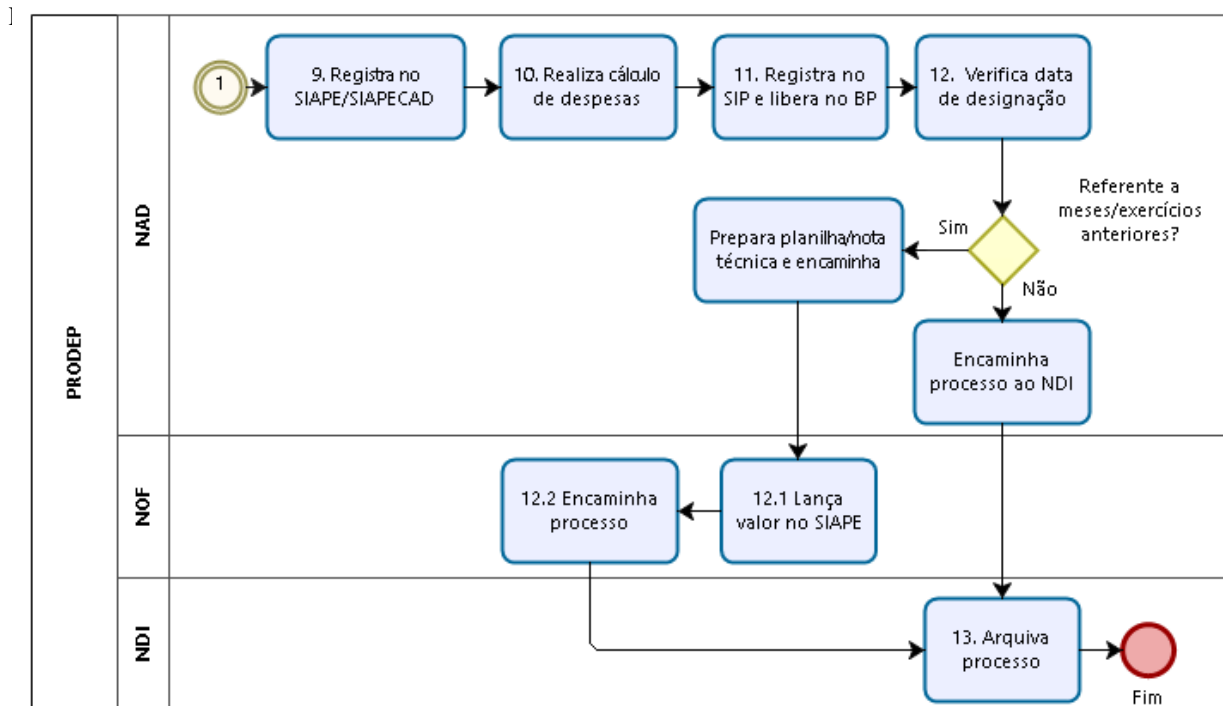 PRODEP
NAD
1
9. Registra no
SIAPE/SIAPECAD
10. Realiza cálculo
de despesas
11. Registra no
SIP e libera no BP
12. Verifica data
de designação
Referente a
meses/exercícios
anteriores?
Sim
Não
Prepara planilha/nota
técnica e encaminha
Encaminha
processo ao NDI
NOF
12.2 Encaminha
processo
12.1 Lança
valor no SIAPE
NDI
13. Arquiva
processo
Fim